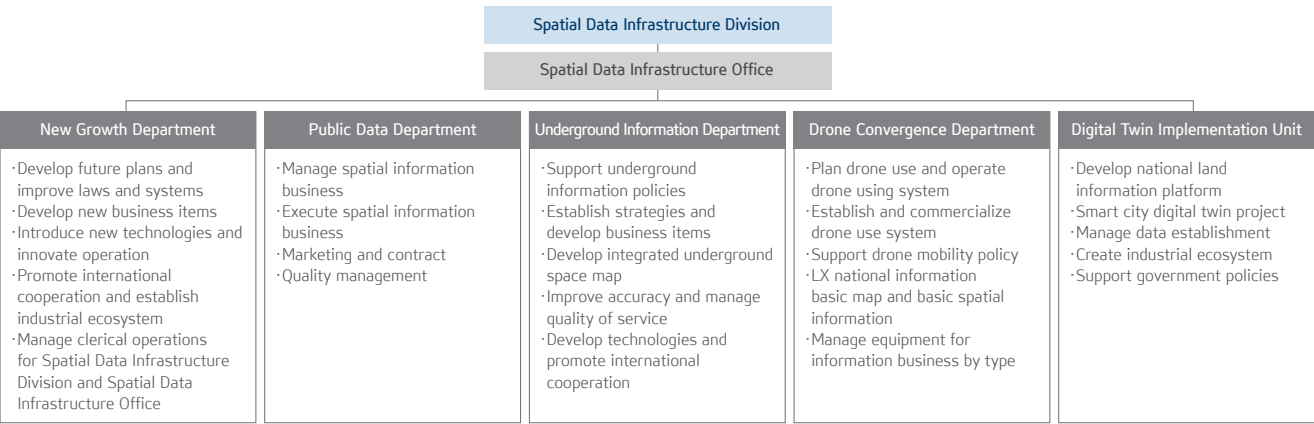 Spatial Data Infrastructure Division
Spatial Data Infrastructure Office
New Growth Department
·Develop future plans and
improve laws and systems
·Develop new business items
·Introduce new technologies and
innovate operation
·Promote international
cooperation and establish
industrial ecosystem
·Manage clerical operations
for Spatial Data Infrastructure
Division and Spatial Data
Infrastructure Office
Public Data Department
·Manage spatial information
business
·Execute spatial information
business
·Marketing and contract
·Quality management
Underground Information Department
·Support underground
information policies
·Establish strategies and
develop business items
·Develop integrated underground
space map
·Improve accuracy and manage
quality of service
·Develop technologies and
promote international
cooperation
Drone Convergence Department
·Plan drone use and operate
drone using system
·Establish and commercialize
drone use system
·Support drone mobility policy
·LX national information
basic map and basic spatial
information
·Manage equipment for
information business by type
Digital Twin Implementation Unit
·Develop national land
information platform
·Smart city digital twin project
·Manage data establishment
·Create industrial ecosystem
·Support government policies